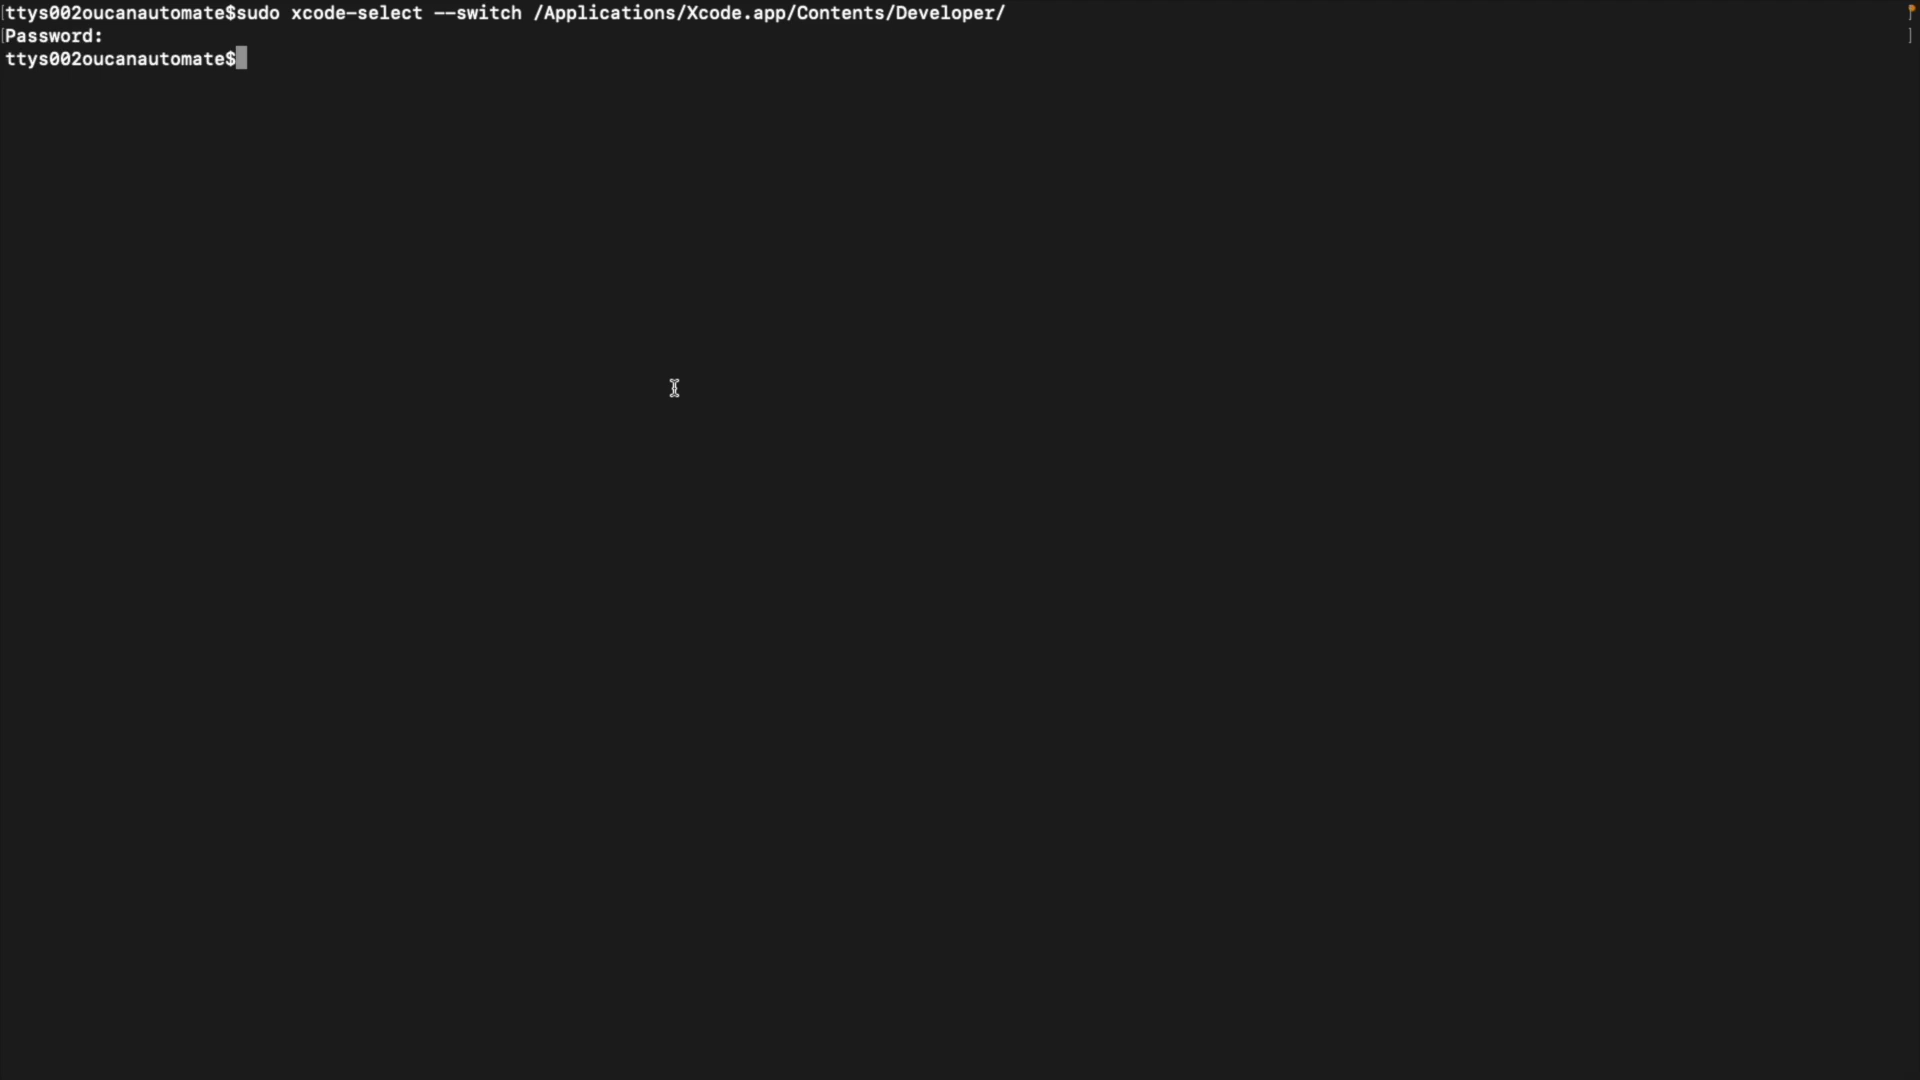 ttys002oucanautomate$sudo xcode-select --switch /Applications/Xcode.app/Contents/Developer/
Password:
ttys002oucanautomate$